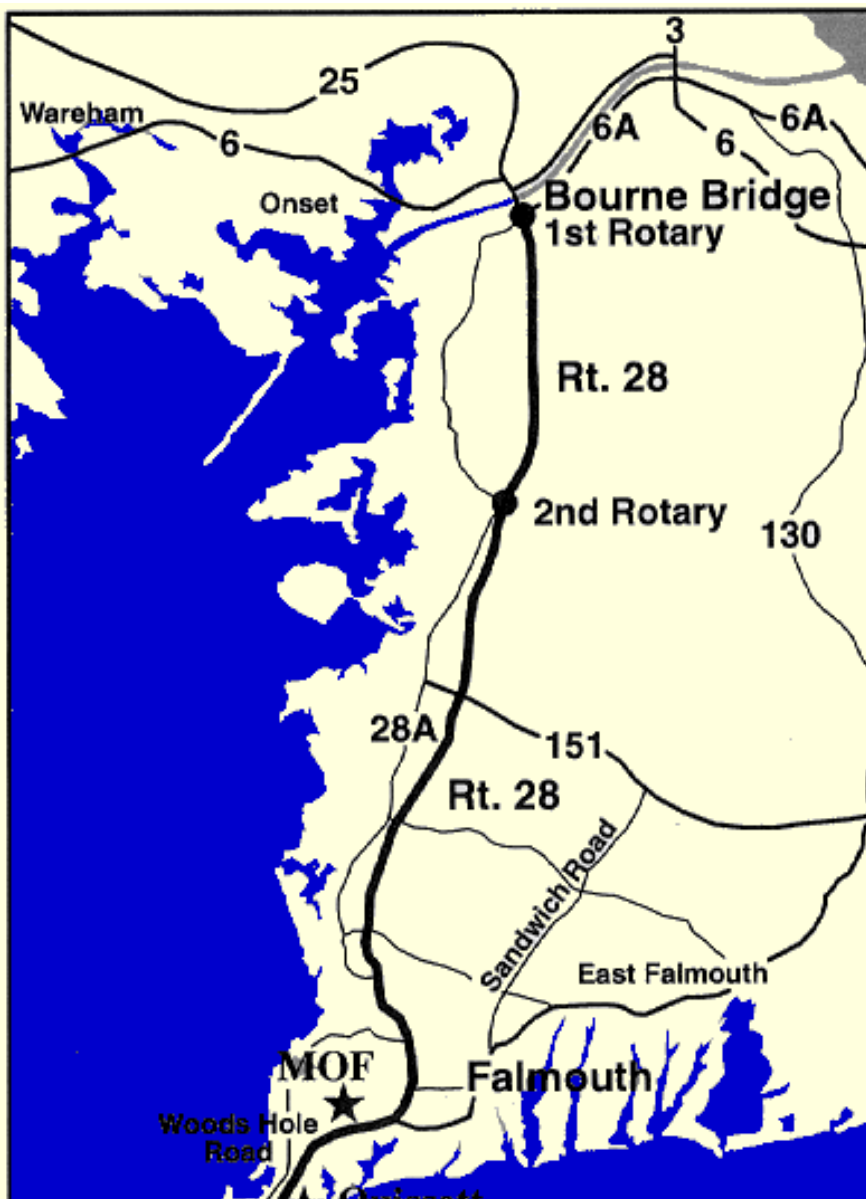 3
25
Wareham
6
6A
6A
6
Onset
Bourne Bridge
1st Rotary
Rt. 28
2nd Rotary
130
28A
151
Rt. 28
Sandwich Road
East Falmouth
MOF
Falmouth
Woods Hole
Road